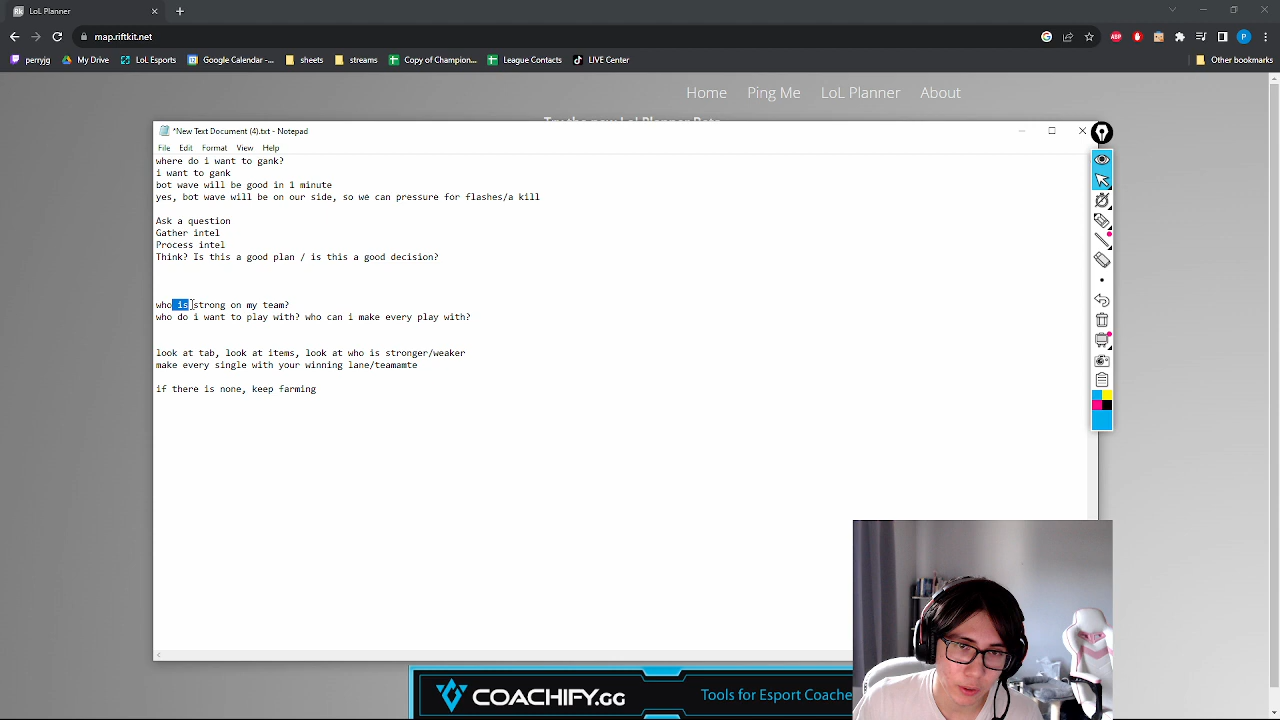 LoL Planner
map.riftkit.net
perryjg
My Drive
LoL Esports
Google Calendar -...
sheets
streams
Copy of Champion...
League Contacts
LIVE Center
Other bookmarks
Home
Ping Me
LoL Planner
About
Try the new LoL Planner Beta
*New Text Document (4).txt - Notepad
File
Edit
Format
View
Help
where do i want to gank?
i want to gank
bot wave will be good in 1 minute
yes, bot wave will be on our side, so we can pressure for flashes/a kill
Ask a question
Gather intel
Process intel
Think? Is this a good plan / is this a good decision?
who is strong on my team?
who do i want to play with? who can i make every play with?
look at tab, look at items, look at who is stronger/weaker
make every single with your winning lane/teamamte
if there is none, keep farming
COACHIFY.GG
Tools for Esport Coache